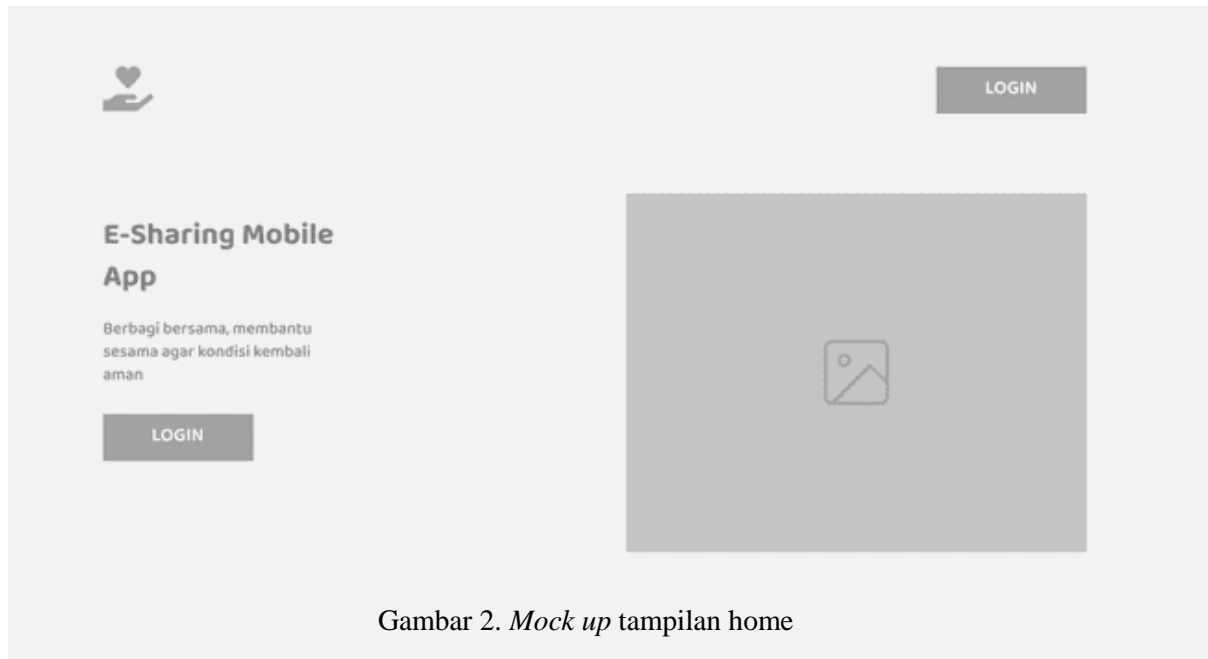 LOGIN
E-Sharing Mobile
App
Berbagi bersama, membantu
sesama agar kondisi kembali
aman
LOGIN
Gambar 2. Mock up tampilan home